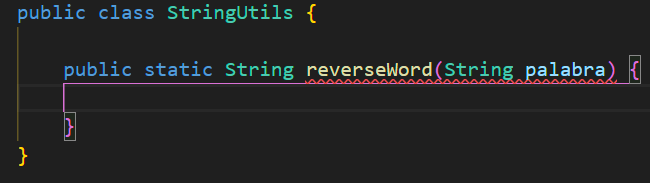 public class StringUtils {
public static String reverseWord(String palabra) {
}
}